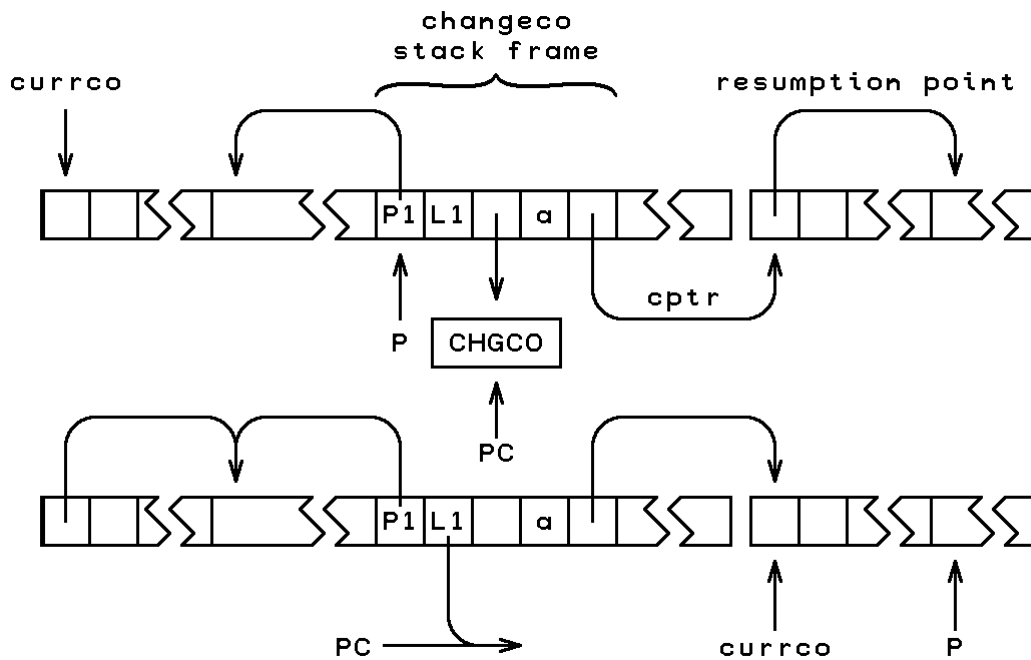 changeco
stack frame
currco
resumption point
P1 L1 a
cptr
P
CHGCO
PC
P1 L1 a
PC
currco
P